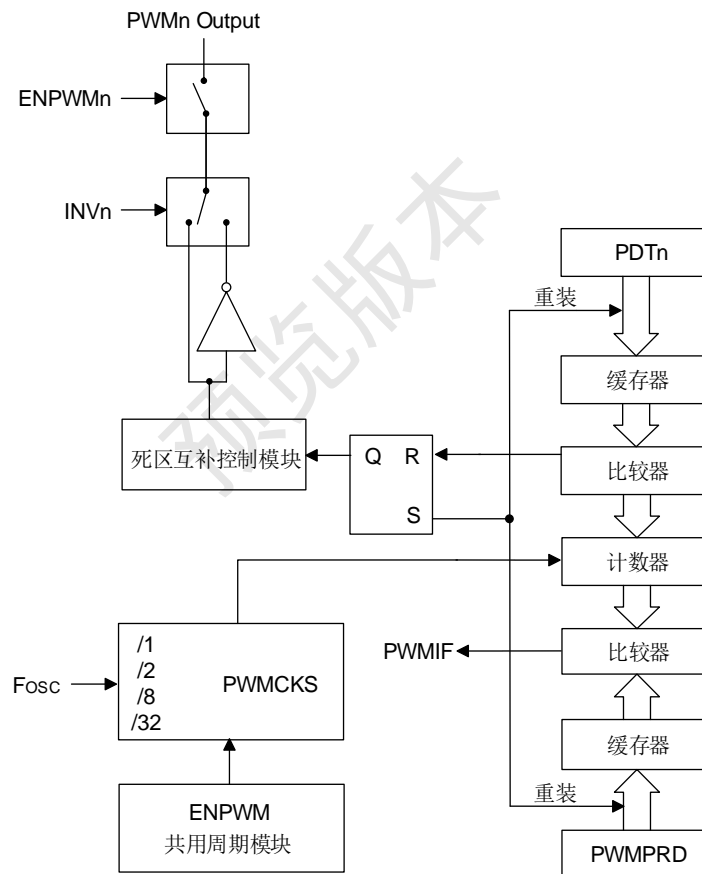 PWMn Output
ENPWMn
INVn
PDTn
重装
缓存器
死区互补控制模块
Q R
S
比较器
计数器
/1
/2
/8
/32
PWMCKS
Fosc
PWMIF
比较器
缓存器
重装
ENPWM
共用周期模块
PWMPRD
预览版本